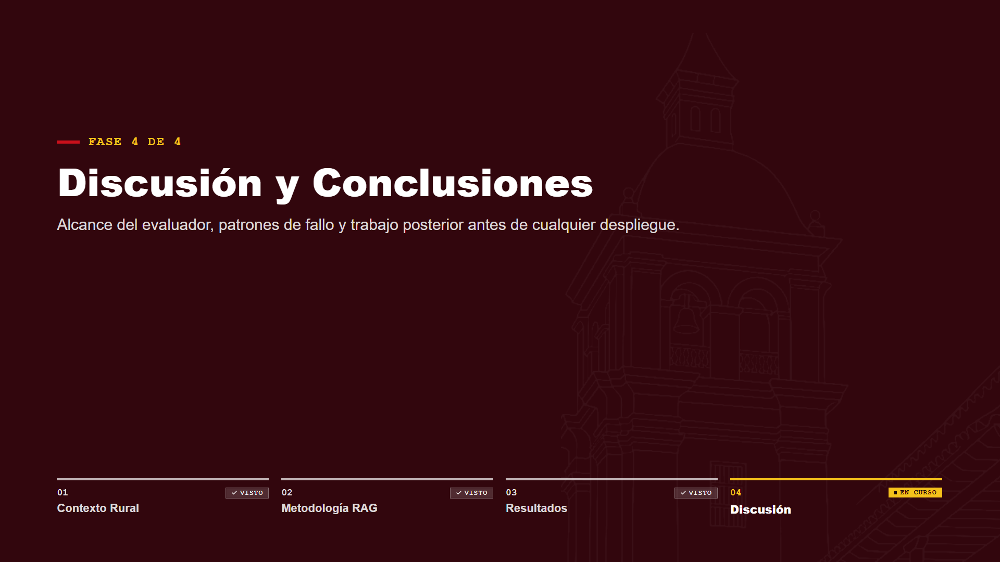 FASE 4 DE 4
Discusión y Conclusiones
Alcance del evaluador, patrones de fallo y trabajo posterior antes de cualquier despliegue.
01 ✓ VISTO
Contexto Rural
02 ✓ VISTO
Metodología RAG
03 ✓ VISTO
Resultados
04 ■ EN CURSO
Discusión